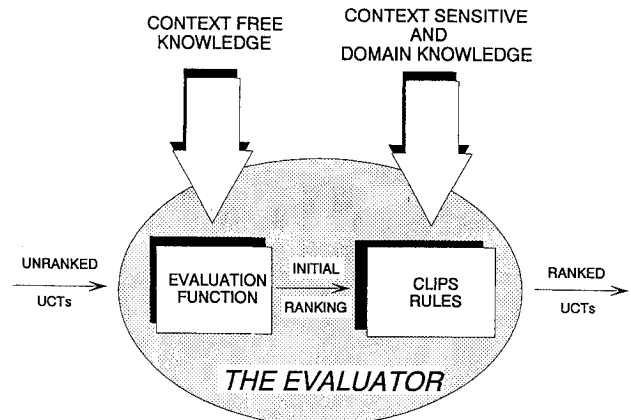 CONTEXT FREE
KNOWLEDGE
CONTEXT SENSITIVE
AND
DOMAIN KNOWLEDGE
UNRANKED
UCTs
EVALUATION
FUNCTION
INITIAL
RANKING
CLIPS
RULES
RANKED
UCTs
THE EVALUATOR